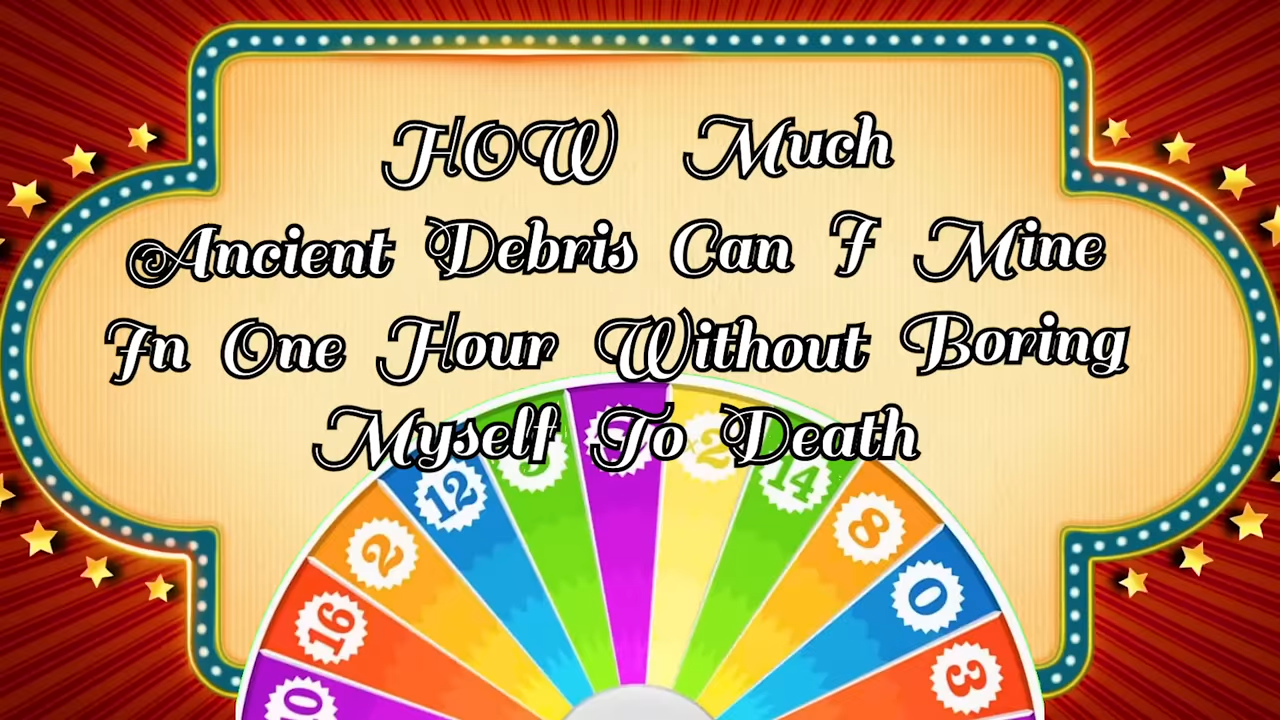 HOW Much
Ancient Debris Can I Mine
In One Hour Without Boring
Myself To Death
12
14
2
8
0
16
3
10